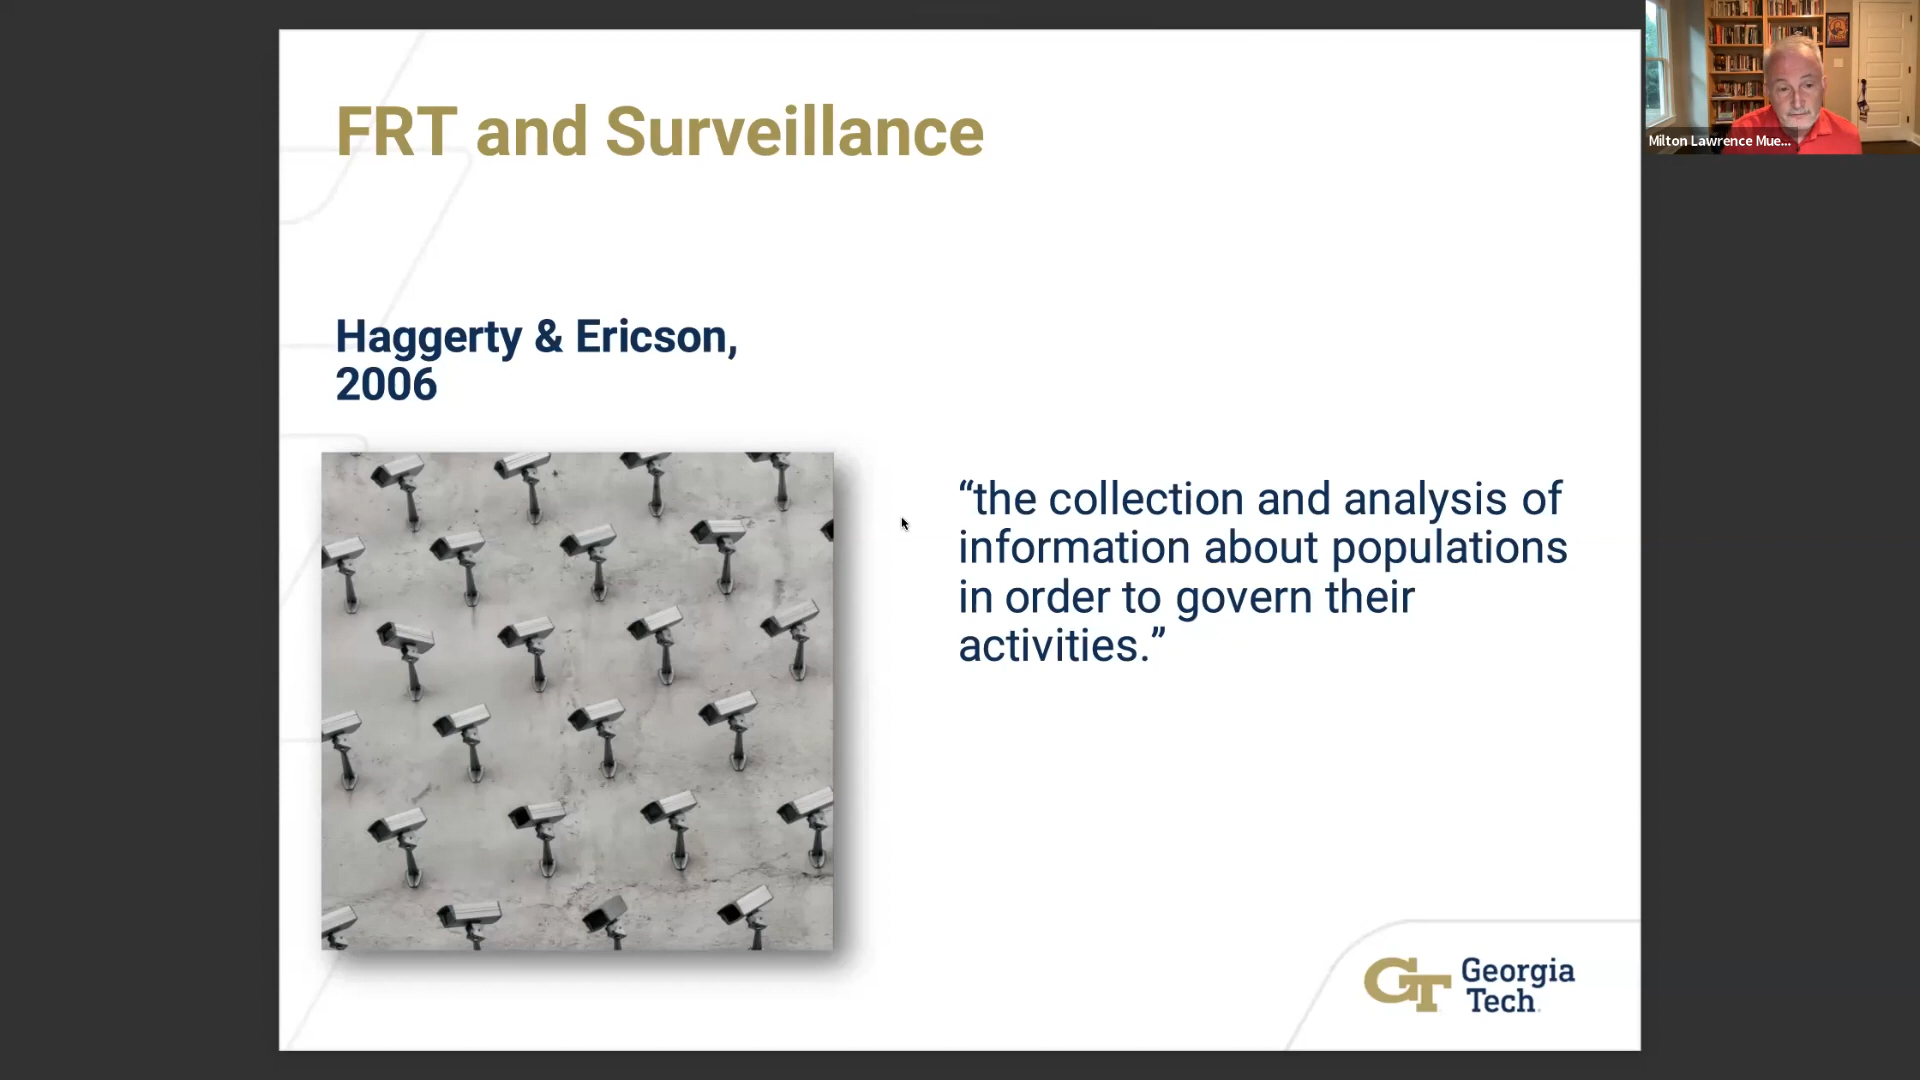 FRT and Surveillance
Milton Lawrence Mue...
Haggerty & Ericson,
2006
“the collection and analysis of
information about populations
in order to govern their
activities.”
GT Georgia
Tech